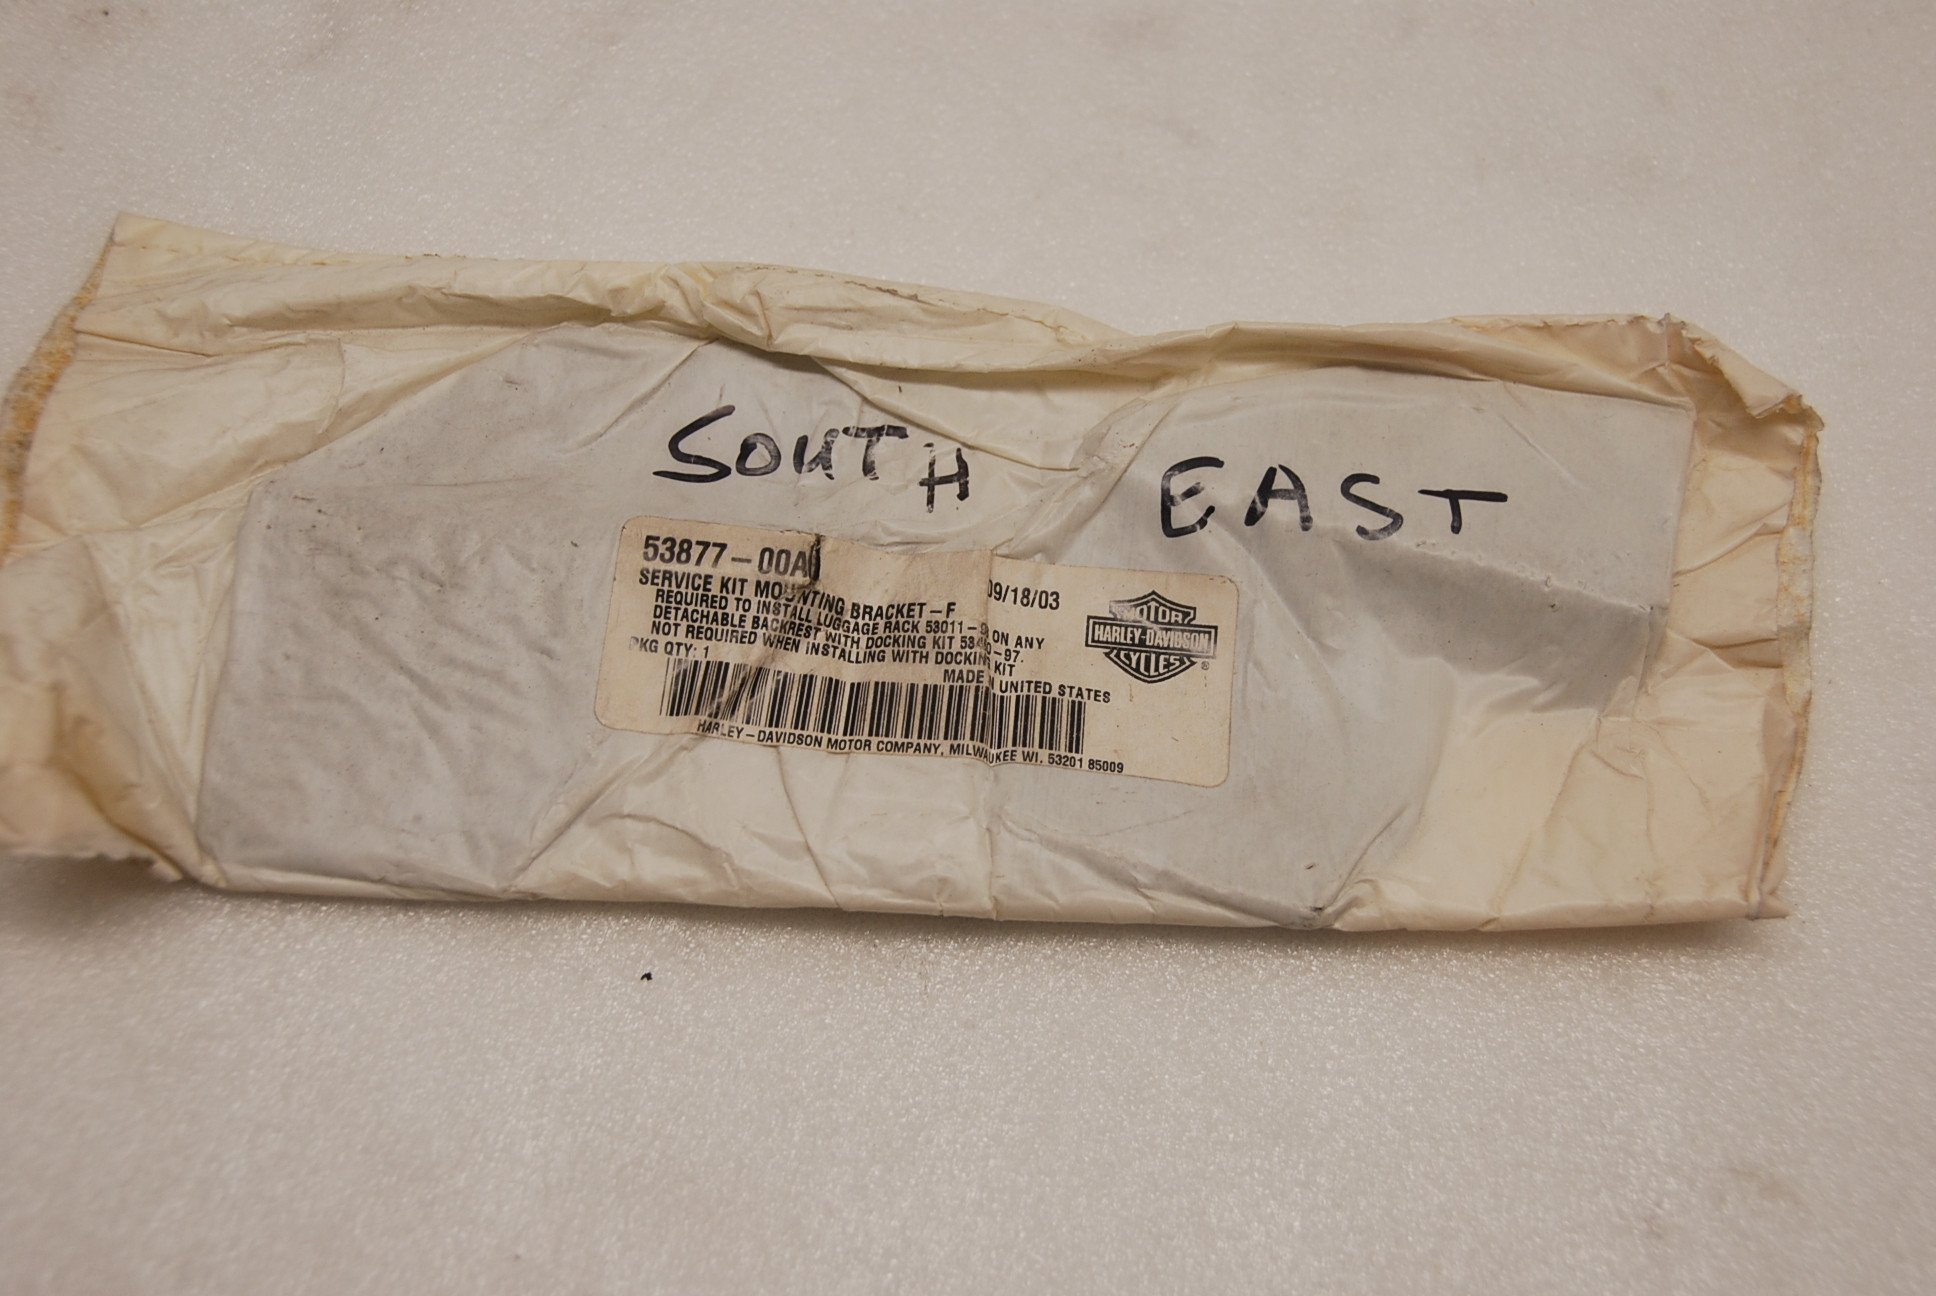 SOUTH EAST
53877-00A
SERVICE KIT MOUNTING BRACKET-F 09/18/03
REQUIRED TO INSTALL LUGGAGE RACK ON ANY
DETACHABLE BACKREST WITH DOCKING KIT
NOT REQUIRED WHEN INSTALLING WITH DOCKING KIT
PKG QTY: 1
MADE IN UNITED STATES
HARLEY-DAVIDSON MOTOR COMPANY, MILWAUKEE WI. 53201 85009
MOTOR
HARLEY-DAVIDSON
CYCLES ®